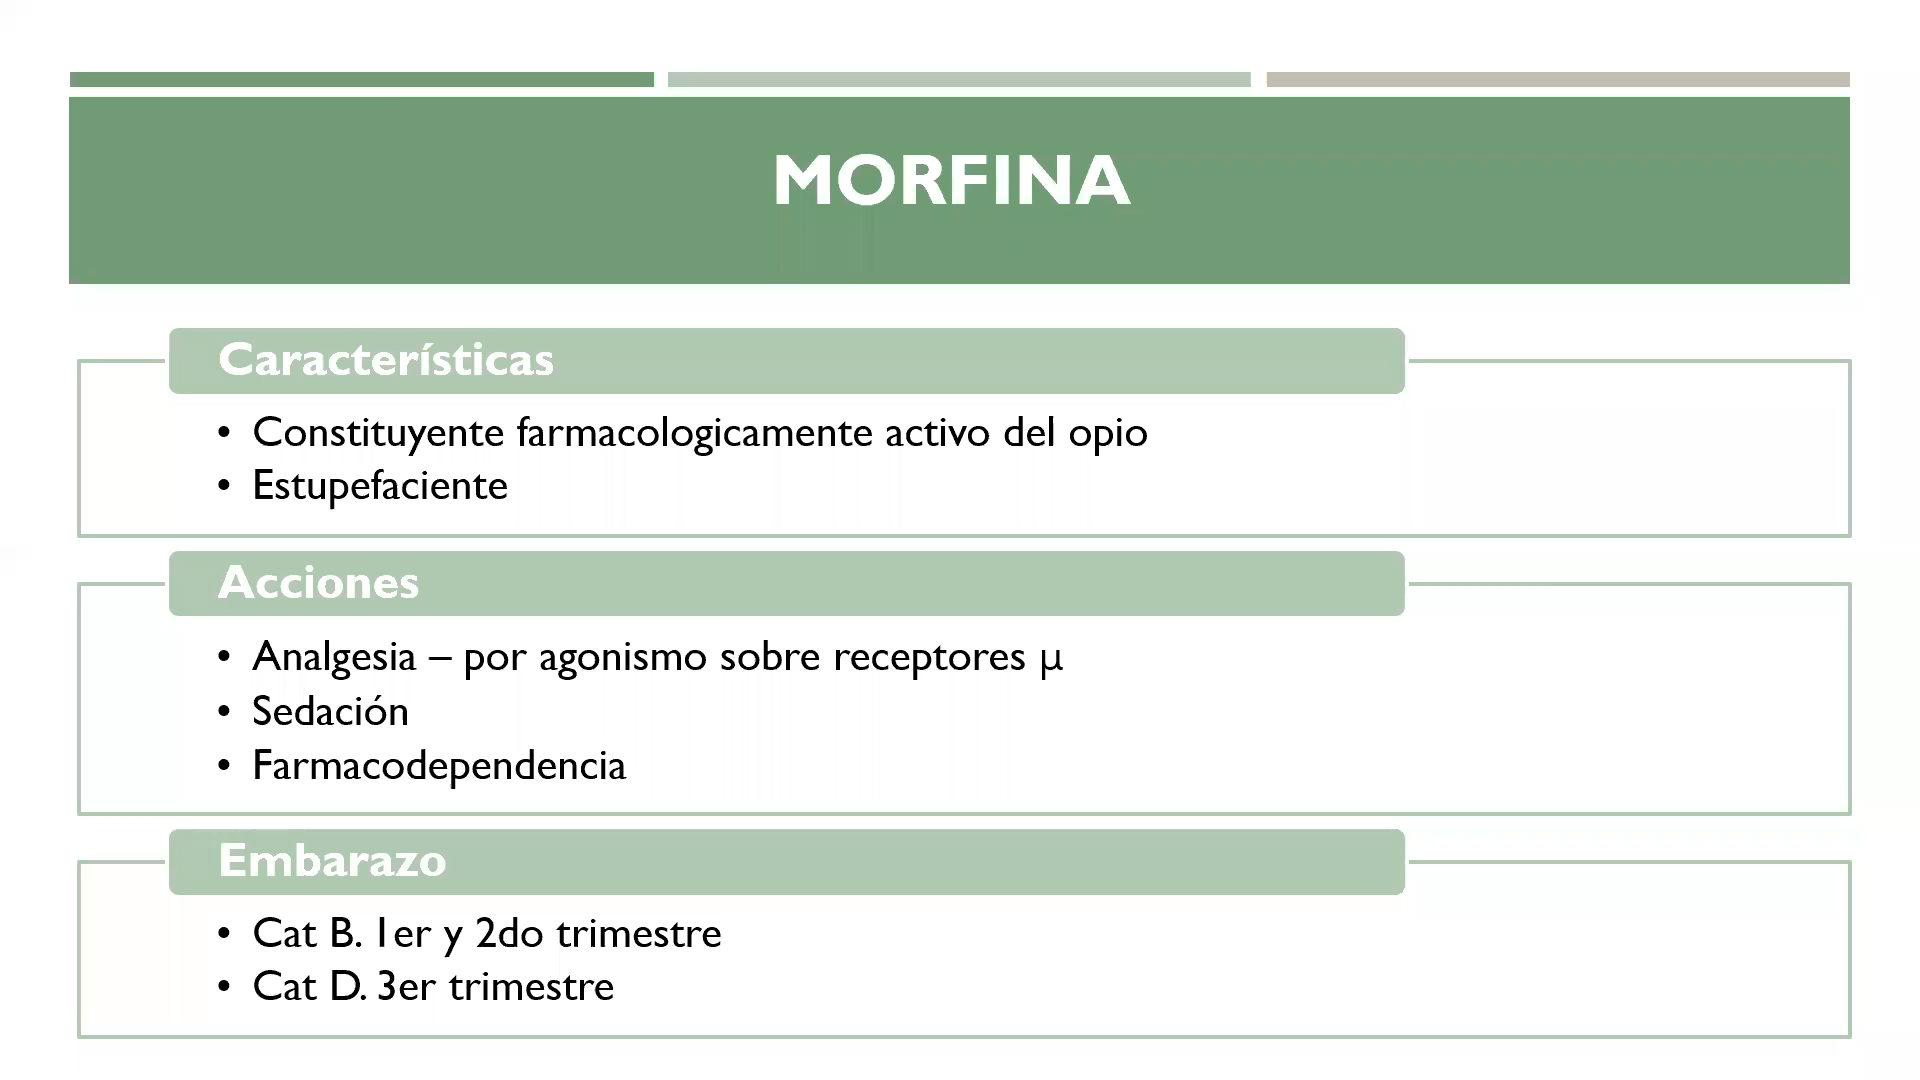 MORFINA
Características
• Constituyente farmacologicamente activo del opio
• Estupefaciente
Acciones
• Analgesia – por agonismo sobre receptores µ
• Sedación
• Farmacodependencia
Embarazo
• Cat B. 1er y 2do trimestre
• Cat D. 3er trimestre